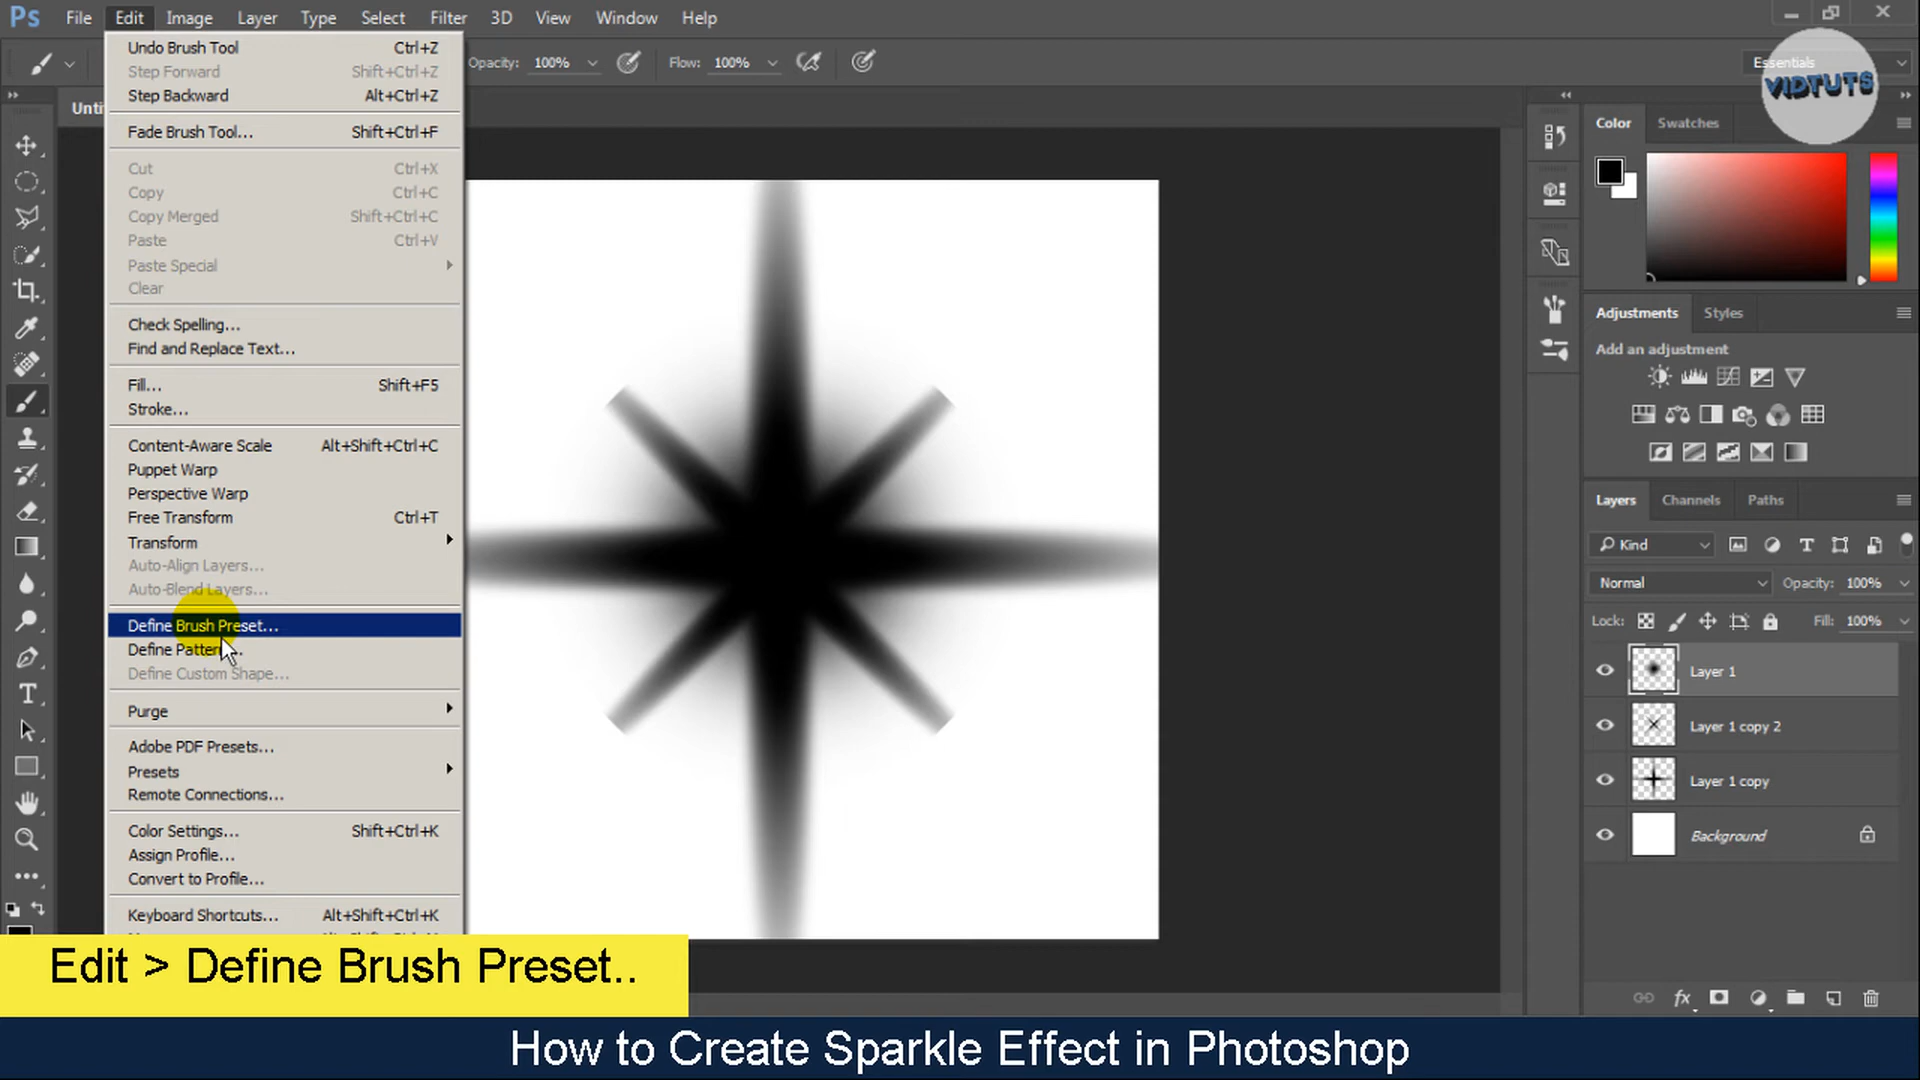 Ps File Edit Image Layer Type Select Filter 3D View Window Help
Opacity: 100% Flow: 100% Essentials
VIDTUTS
Unti
Undo Brush Tool Ctrl+Z
Step Forward Shift+Ctrl+Z
Step Backward Alt+Ctrl+Z
Fade Brush Tool... Shift+Ctrl+F
Cut Ctrl+X
Copy Ctrl+C
Copy Merged Shift+Ctrl+C
Paste Ctrl+V
Paste Special
Clear
Check Spelling...
Find and Replace Text...
Fill... Shift+F5
Stroke...
Content-Aware Scale Alt+Shift+Ctrl+C
Puppet Warp
Perspective Warp
Free Transform Ctrl+T
Transform
Auto-Align Layers...
Auto-Blend Layers...
Define Brush Preset...
Define Pattern...
Define Custom Shape...
Purge
Adobe PDF Presets...
Presets
Remote Connections...
Color Settings... Shift+Ctrl+K
Assign Profile...
Convert to Profile...
Keyboard Shortcuts... Alt+Shift+Ctrl+K
Color Swatches
Adjustments Styles
Add an adjustment
Layers Channels Paths
Kind
Normal Opacity: 100%
Lock: Fill: 100%
Layer 1
Layer 1 copy 2
Layer 1 copy
Background
fx
Edit > Define Brush Preset..
How to Create Sparkle Effect in Photoshop